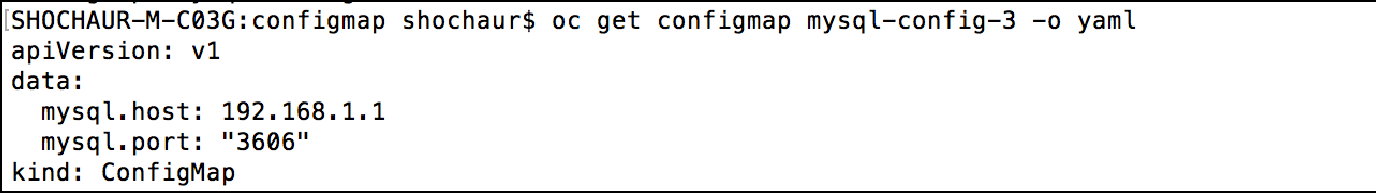 [SHOCHAUR-M-C03G:configmap shochaur$ oc get configmap mysql-config-3 -o yaml
apiVersion: v1
data:
  mysql.host: 192.168.1.1
  mysql.port: "3606"
kind: ConfigMap